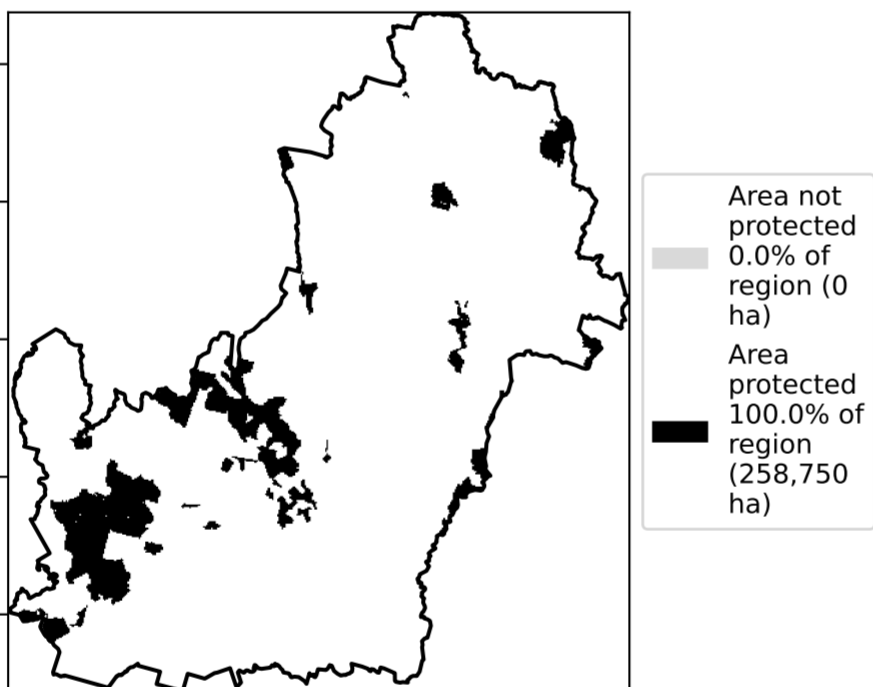 Area not
protected
0.0% of
region (0
ha)
Area
protected
100.0% of
region
(258,750
ha)